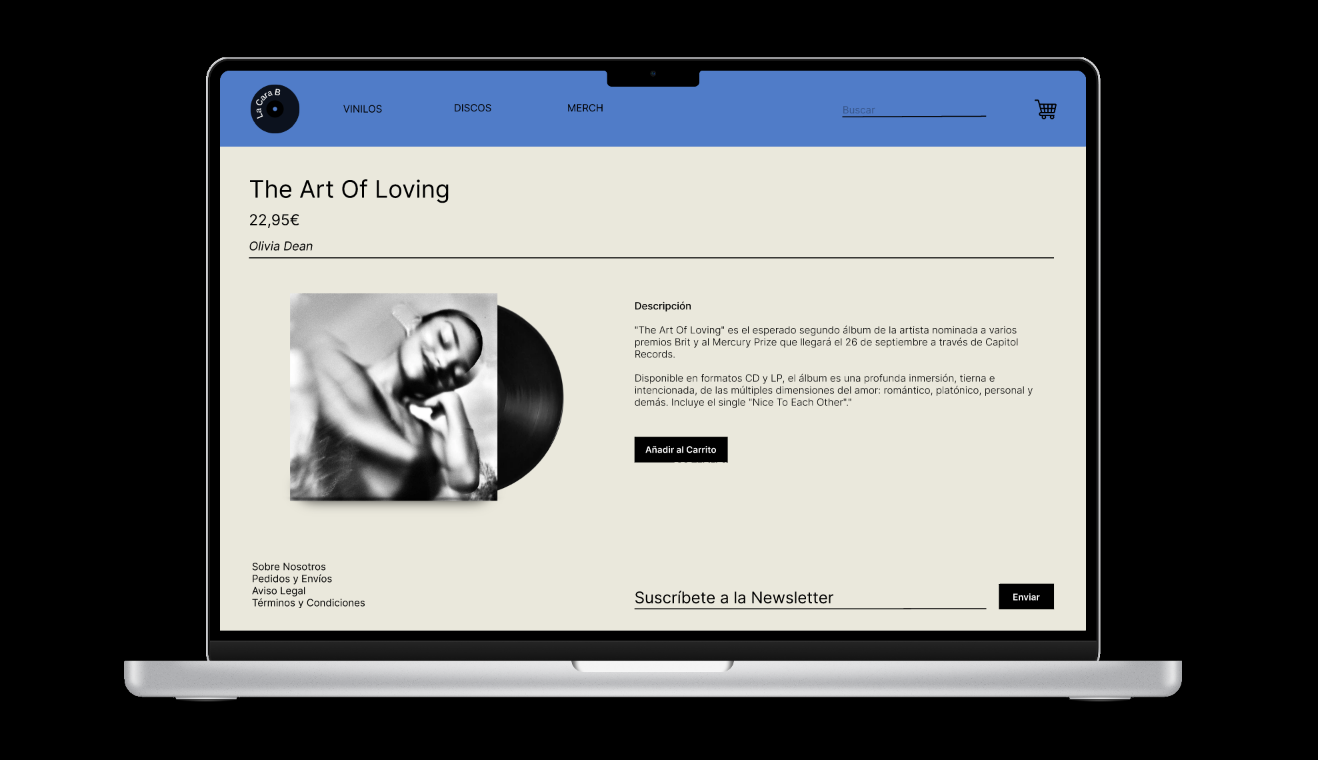 La Cara B
VINILOS
DISCOS
MERCH
Buscar
The Art Of Loving
22,95€
Olivia Dean
Descripción
"The Art Of Loving" es el esperado segundo álbum de la artista nominada a varios
premios Brit y al Mercury Prize que llegará el 26 de septiembre a través de Capitol
Records.
Disponible en formatos CD y LP, el álbum es una profunda inmersión, tierna e
intencionada, de las múltiples dimensiones del amor: romántico, platónico, personal y
demás. Incluye el single "Nice To Each Other"."
Añadir al Carrito
Sobre Nosotros
Pedidos y Envíos
Aviso Legal
Términos y Condiciones
Suscríbete a la Newsletter
Enviar